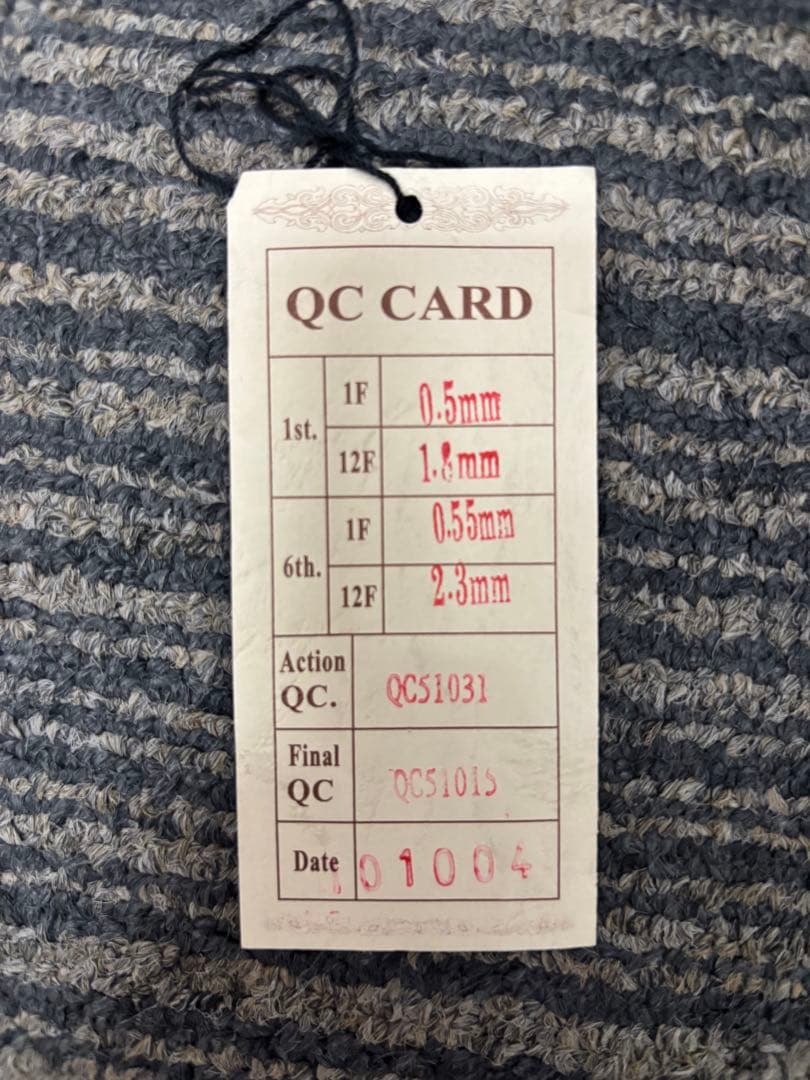 QC CARD
1st. 1F 0.5mm
12F 1.8mm
6th. 1F 0.55mm
12F 2.3mm
Action QC. QC51031
Final QC QC51015
Date 101004